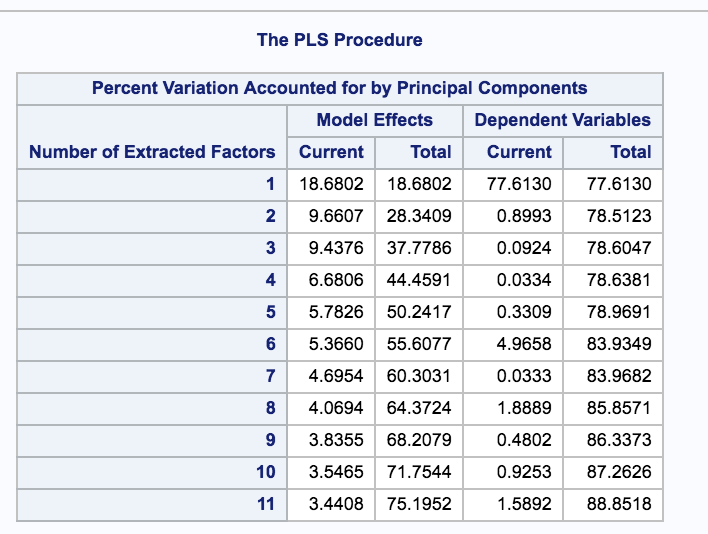 The PLS Procedure
Percent Variation Accounted for by Principal Components
Model Effects Dependent Variables
Number of Extracted Factors Current Total Current Total
1 18.6802 18.6802 77.6130 77.6130
2 9.6607 28.3409 0.8993 78.5123
3 9.4376 37.7786 0.0924 78.6047
4 6.6806 44.4591 0.0334 78.6381
5 5.7826 50.2417 0.3309 78.9691
6 5.3660 55.6077 4.9658 83.9349
7 4.6954 60.3031 0.0333 83.9682
8 4.0694 64.3724 1.8889 85.8571
9 3.8355 68.2079 0.4802 86.3373
10 3.5465 71.7544 0.9253 87.2626
11 3.4408 75.1952 1.5892 88.8518